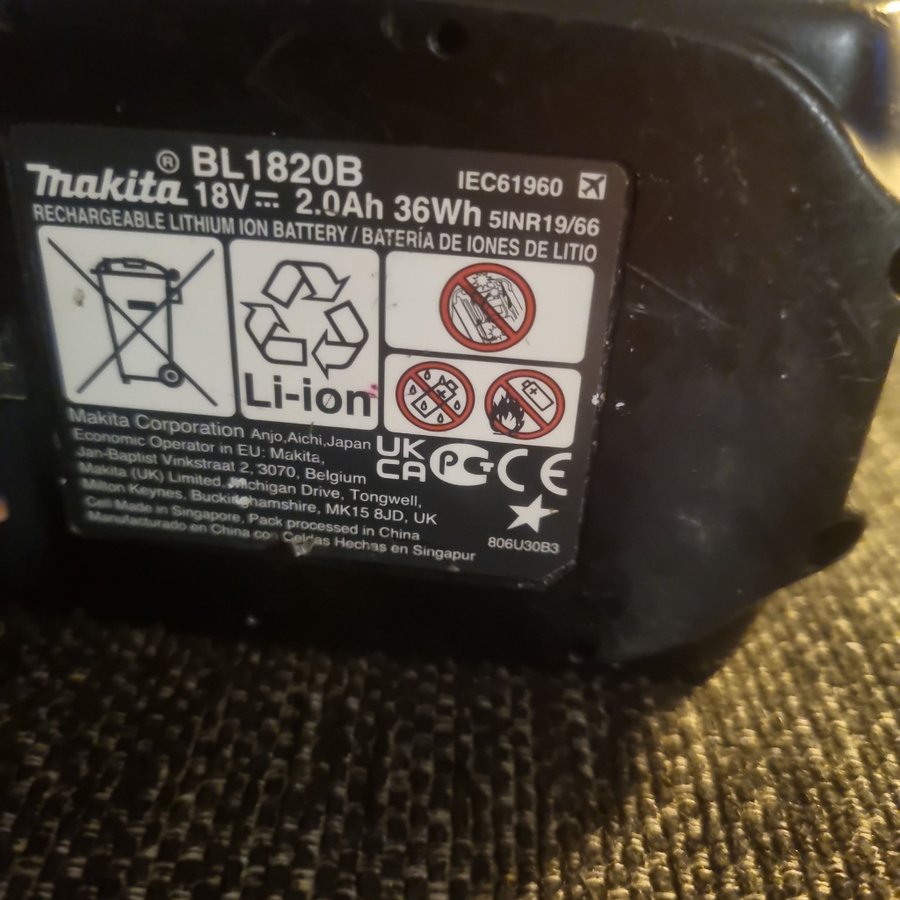 ® BL1820B
makita 18V 2.0Ah 36Wh IEC61960 5INR19/66
RECHARGEABLE LITHIUM ION BATTERY / BATERÍA DE IONES DE LITIO
Li-ion
Makita Corporation Anjo,Aichi,Japan
Economic Operator in EU: Makita,
Jan-Baptist Vinkstraat 2, 3070, Belgium
Makita (UK) Limited, Michigan Drive, Tongwell,
Milton Keynes, Buckinghamshire, MK15 8JD, UK
Cell Made in Singapore, Pack processed in China
Manufacturado en China con Celdas Hechas en Singapur
UK
CA
CE
806U30B3